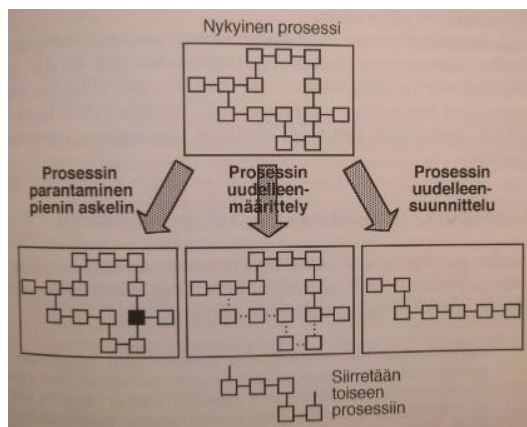 Nykyinen prosessi
Prosessin
parantaminen
pienin askelin
Prosessin
uudelleen-
määrittely
Prosessin
uudelleen-
suunnittelu
Siirretään
toiseen
prosessiin